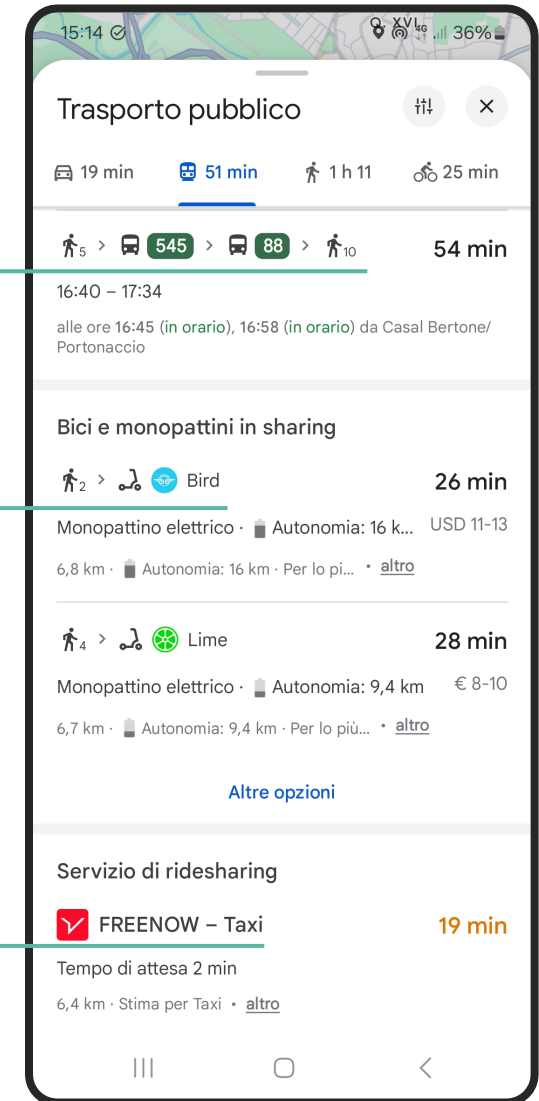 15:14 4G 36%
Trasporto pubblico
19 min 51 min 1 h 11 25 min
5 545 88 10 54 min
16:40 – 17:34
alle ore 16:45 (in orario), 16:58 (in orario) da Casal Bertone/
Portonaccio
Bici e monopattini in sharing
2 Bird 26 min
Monopattino elettrico · Autonomia: 16 k... USD 11-13
6,8 km · Autonomia: 16 km · Per lo pi... • altro
4 Lime 28 min
Monopattino elettrico · Autonomia: 9,4 km € 8-10
6,7 km · Autonomia: 9,4 km · Per lo più... • altro
Altre opzioni
Servizio di ridesharing
FREENOW – Taxi 19 min
Tempo di attesa 2 min
6,4 km · Stima per Taxi • altro